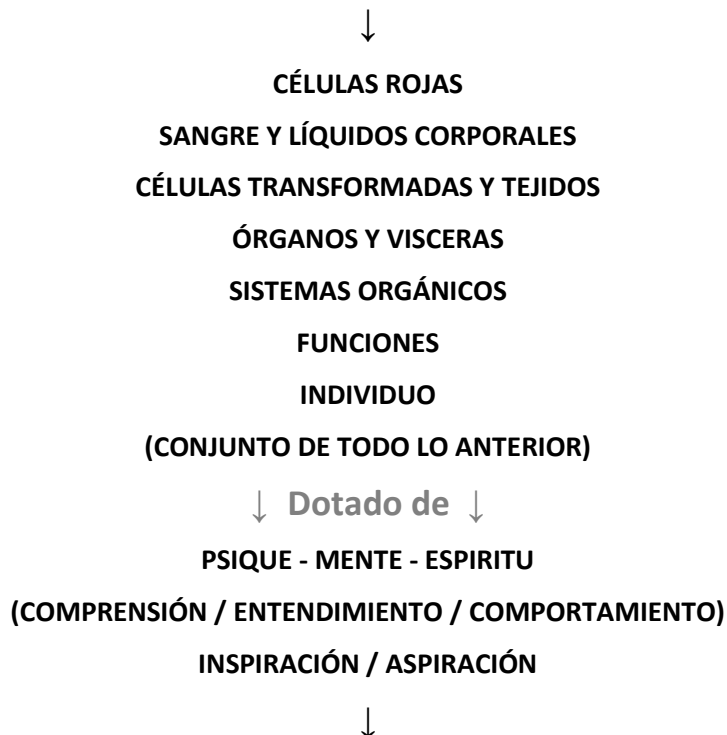 ↓
CÉLULAS ROJAS
SANGRE Y LÍQUIDOS CORPORALES
CÉLULAS TRANSFORMADAS Y TEJIDOS
ÓRGANOS Y VISCERAS
SISTEMAS ORGÁNICOS
FUNCIONES
INDIVIDUO
(CONJUNTO DE TODO LO ANTERIOR)
↓ Dotado de ↓
PSIQUE - MENTE - ESPIRITU
(COMPRENSIÓN / ENTENDIMIENTO / COMPORTAMIENTO)
INSPIRACIÓN / ASPIRACIÓN
↓